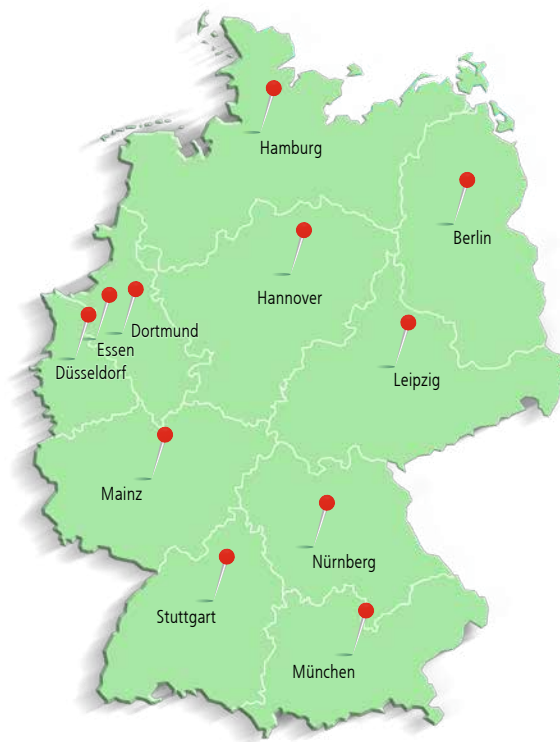 Hamburg
Berlin
Hannover
Dortmund
Essen
Düsseldorf
Leipzig
Mainz
Nürnberg
Stuttgart
München